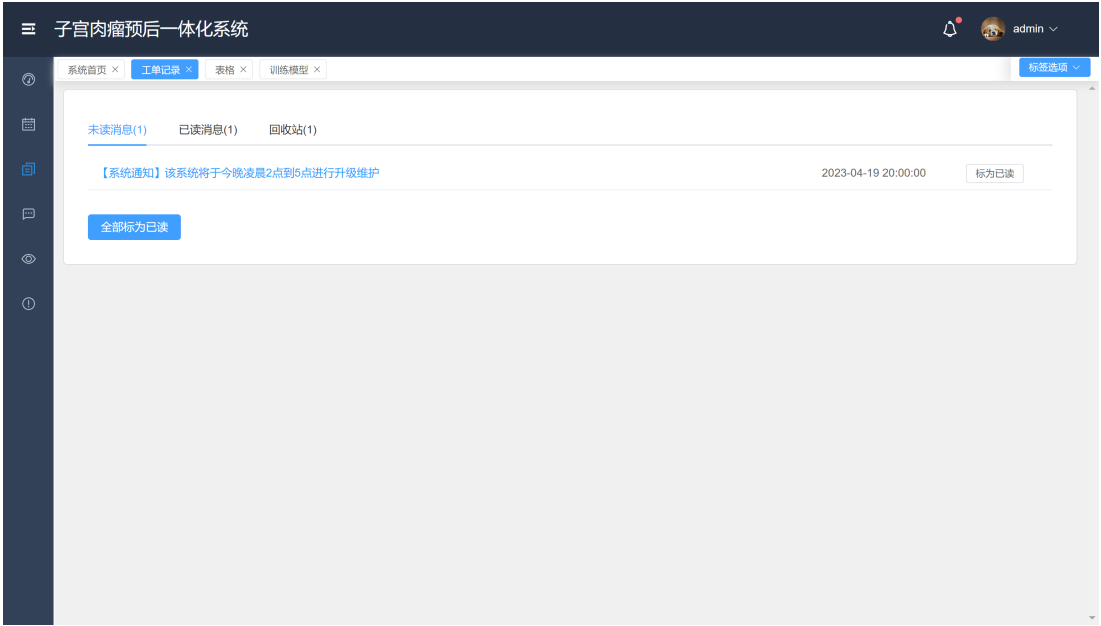 子宫肉瘤预后一体化系统 admin
系统首页 工单记录 表格 训练模型 标签选项
未读消息(1) 已读消息(1) 回收站(1)
【系统通知】该系统将于今晚凌晨2点到5点进行升级维护 2023-04-19 20:00:00 标为已读
全部标为已读